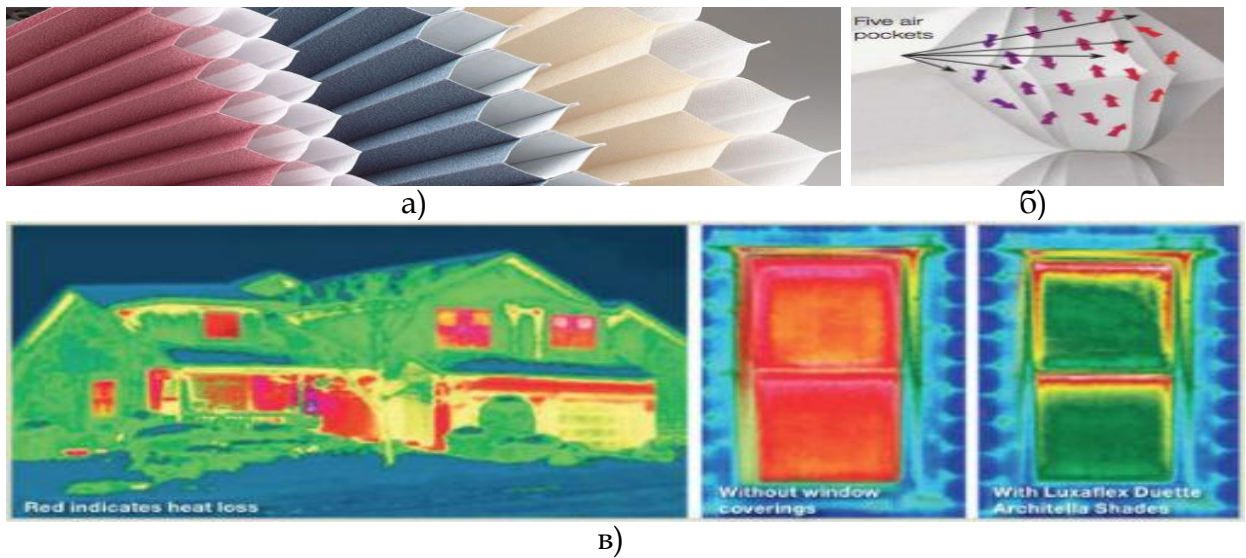 Five air
pockets
а)
б)
Red indicates heat loss
Without window
coverings
With Luxaflex Duette
Architella Shades
в)